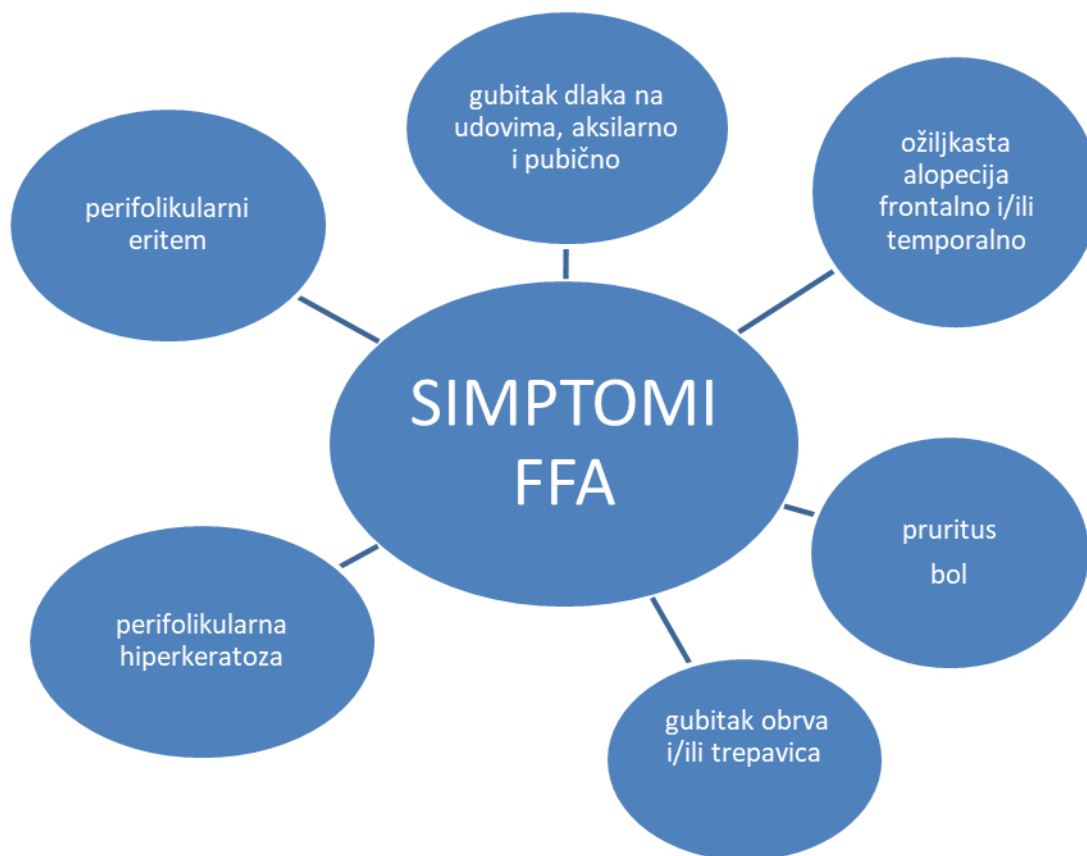 gubitak dlaka na
udovima, aksilarno
i pubično
ožiljkasta
alopecija
frontalno i/ili
temporalno
perifolikularni
eritem
SIMPTOMI
FFA
pruritus
bol
perifolikularna
hiperkeratoza
gubitak obrva
i/ili trepavica